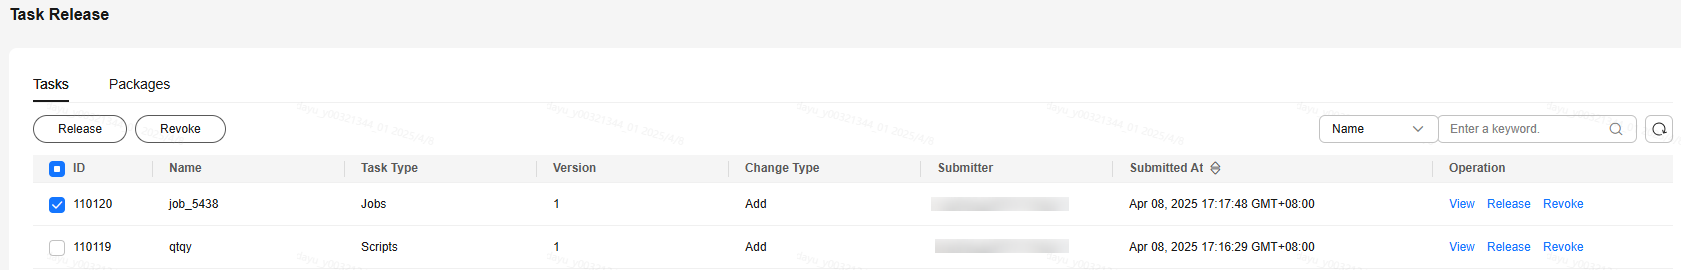 Task Release
Tasks Packages
Release Revoke Name Enter a keyword.
ID Name Task Type Version Change Type Submitter Submitted At Operation
110120 job_5438 Jobs 1 Add Apr 08, 2025 17:17:48 GMT+08:00 View Release Revoke
110119 qtqy Scripts 1 Add Apr 08, 2025 17:16:29 GMT+08:00 View Release Revoke